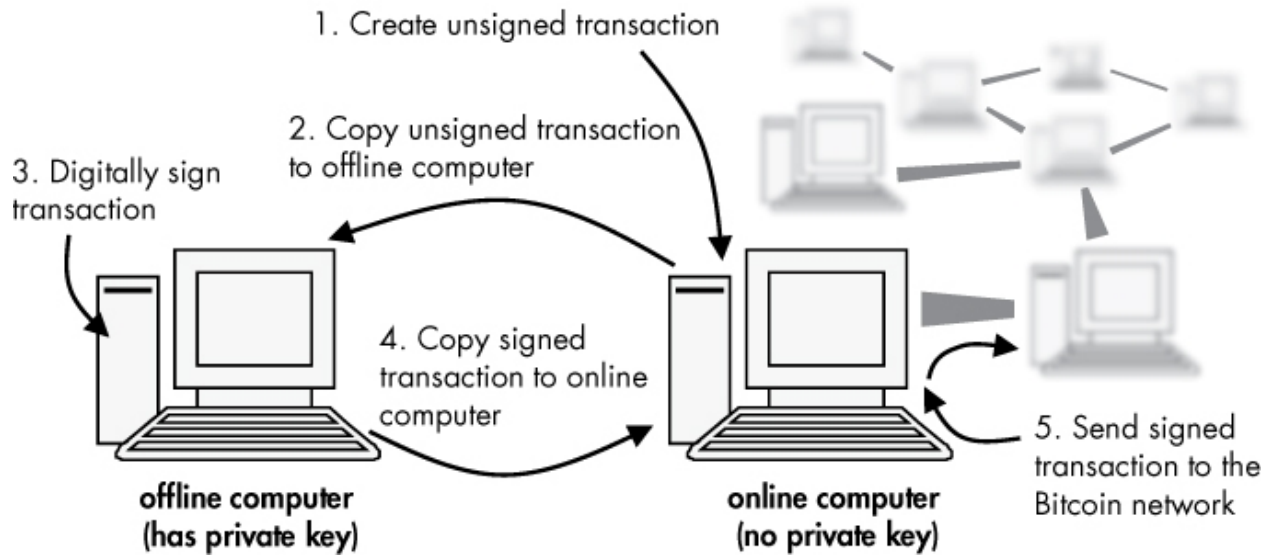 1. Create unsigned transaction
2. Copy unsigned transaction
to offline computer
3. Digitally sign
transaction
4. Copy signed
transaction to online
computer
5. Send signed
transaction to the
Bitcoin network
offline computer
(has private key)
online computer
(no private key)